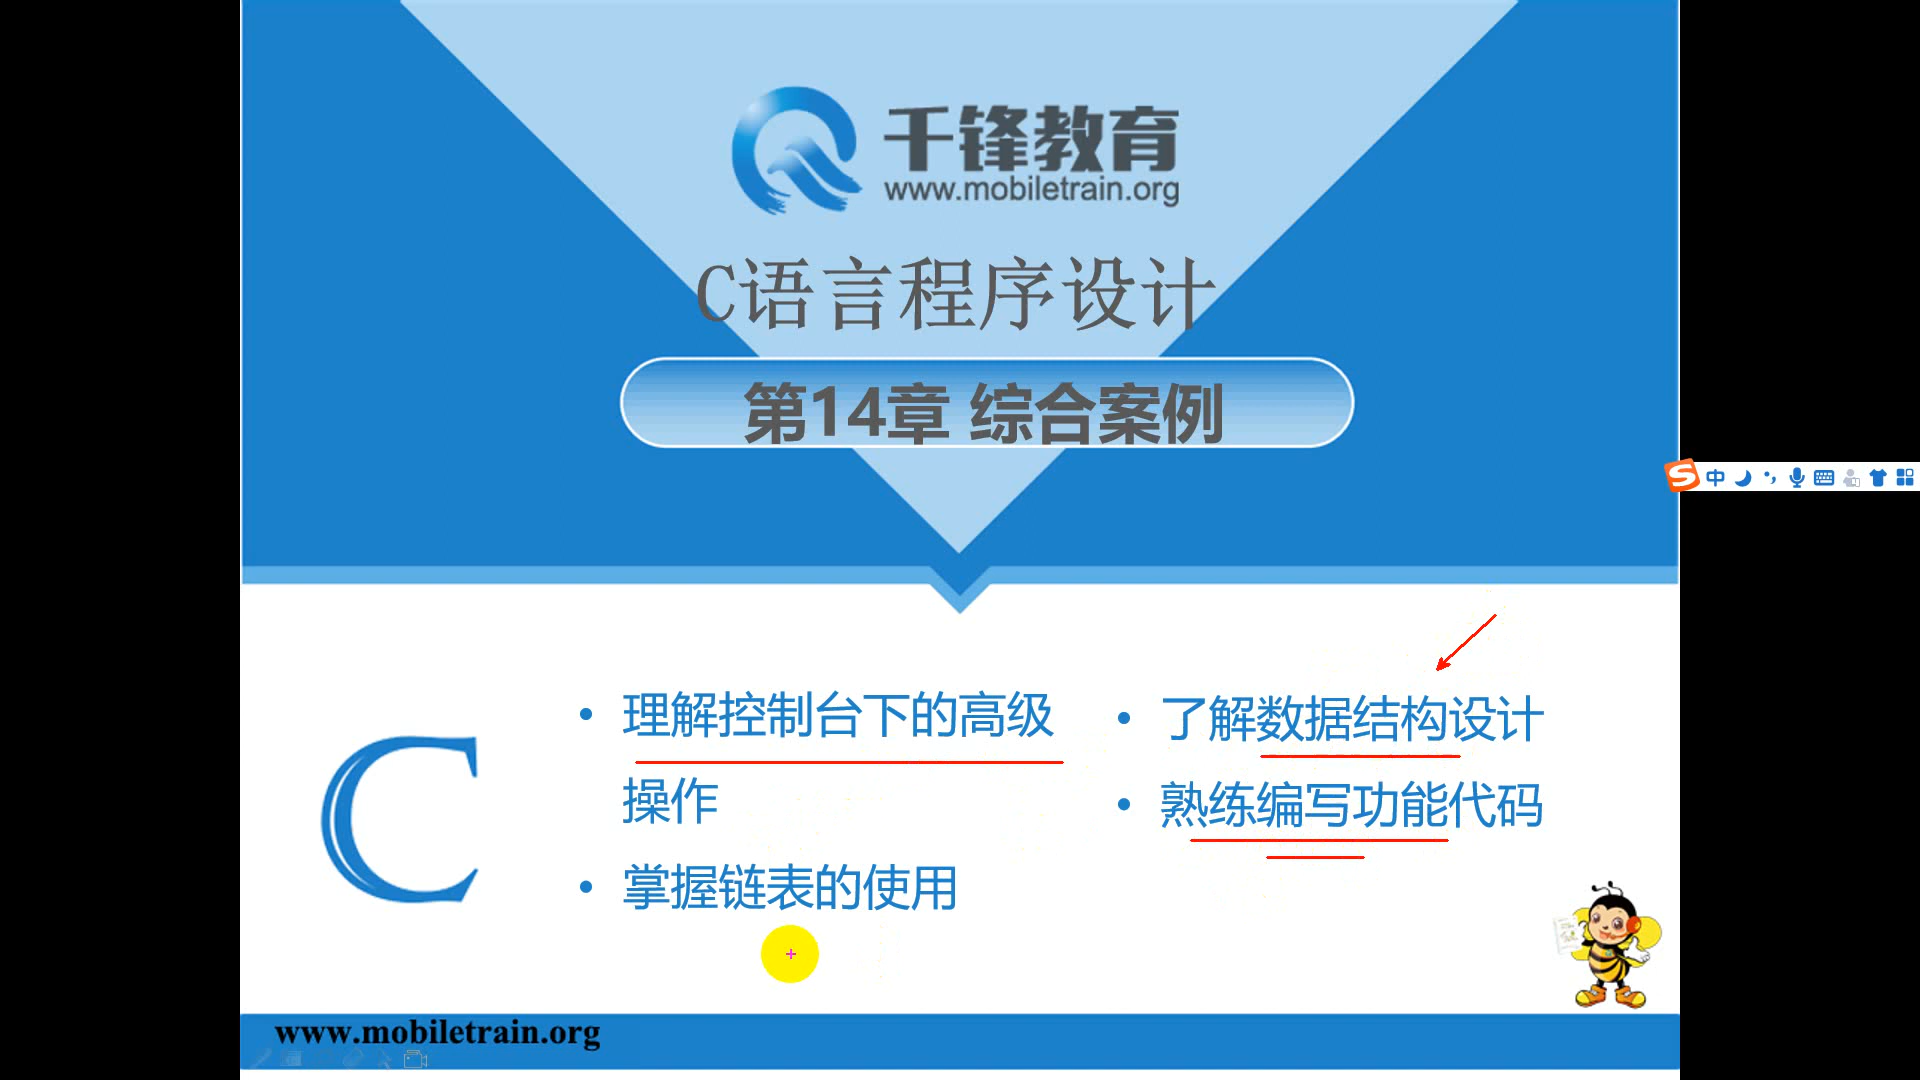 千锋教育
www.mobiletrain.org
C语言程序设计
第14章 综合案例
中
• 理解控制台下的高级
操作
• 掌握链表的使用
• 了解数据结构设计
• 熟练编写功能代码
C
www.mobiletrain.org